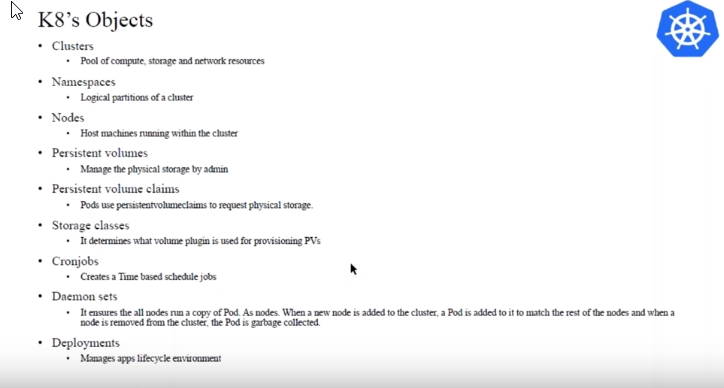 K8's Objects
• Clusters
• Pool of compute, storage and network resources
• Namespaces
• Logical partitions of a cluster
• Nodes
• Host machines running within the cluster
• Persistent volumes
• Manage the physical storage by admin
• Persistent volume claims
• Pods use persistentvolumeclaims to request physical storage.
• Storage classes
• It determines what volume plugin is used for provisioning PVs
• Cronjobs
• Creates a Time based schedule jobs
• Daemon sets
• It ensures the all nodes run a copy of Pod. As nodes. When a new node is added to the cluster, a Pod is added to it to match the rest of the nodes and when a
node is removed from the cluster, the Pod is garbage collected.
• Deployments
• Manages apps lifecycle environment